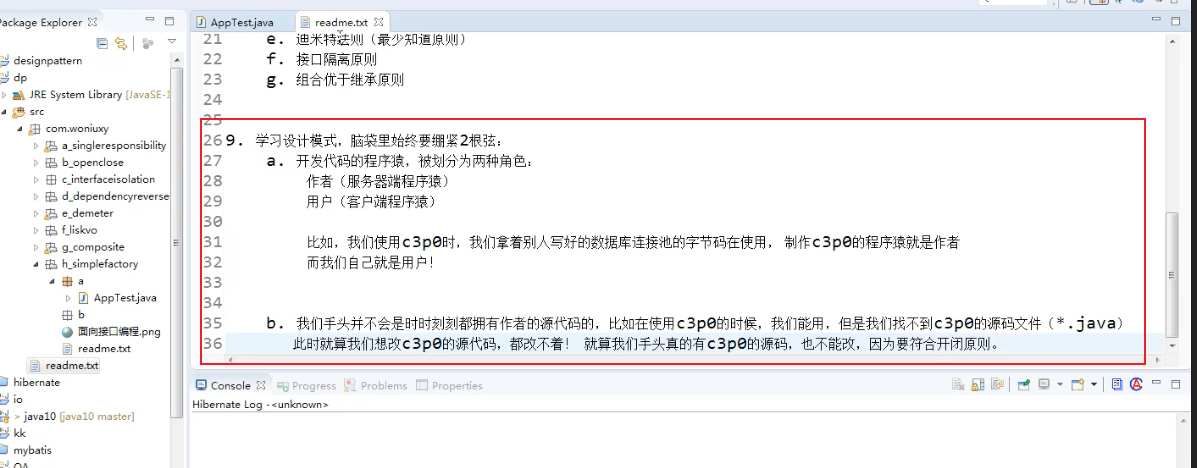 Package Explorer
designpattern
dp
JRE System Library [JavaSE-1
src
com.woniuxy
a_singleresponsibility
b_openclose
c_interfaceisolation
d_dependencyreverse
e_demeter
f_liskvo
g_composite
h_simplefactory
a
AppTest.java
b
面向接口编程.png
readme.txt
readme.txt
hibernate
io
> java10 [java10 master]
kk
mybatis
OA
AppTest.java readme.txt
21 e. 迪米特法则（最少知道原则）
22 f. 接口隔离原则
23 g. 组合优于继承原则
24
25
26 9. 学习设计模式，脑袋里始终要绷紧2根弦：
27 a. 开发代码的程序猿，被划分为两种角色：
28 作者（服务器端程序猿）
29 用户（客户端程序猿）
30
31 比如，我们使用c3p0时，我们拿着别人写好的数据库连接池的字节码在使用， 制作c3p0的程序猿就是作者
32 而我们自己就是用户！
33
34
35 b. 我们手头并不会是时时刻刻都拥有作者的源代码的，比如在使用c3p0的时候，我们能用，但是我们找不到c3p0的源码文件（*.java）
36 此时就算我们想改c3p0的源代码，都改不着！ 就算我们手头真的有c3p0的源码，也不能改，因为要符合开闭原则。
Console Progress Problems Properties
Hibernate Log -<unknown>